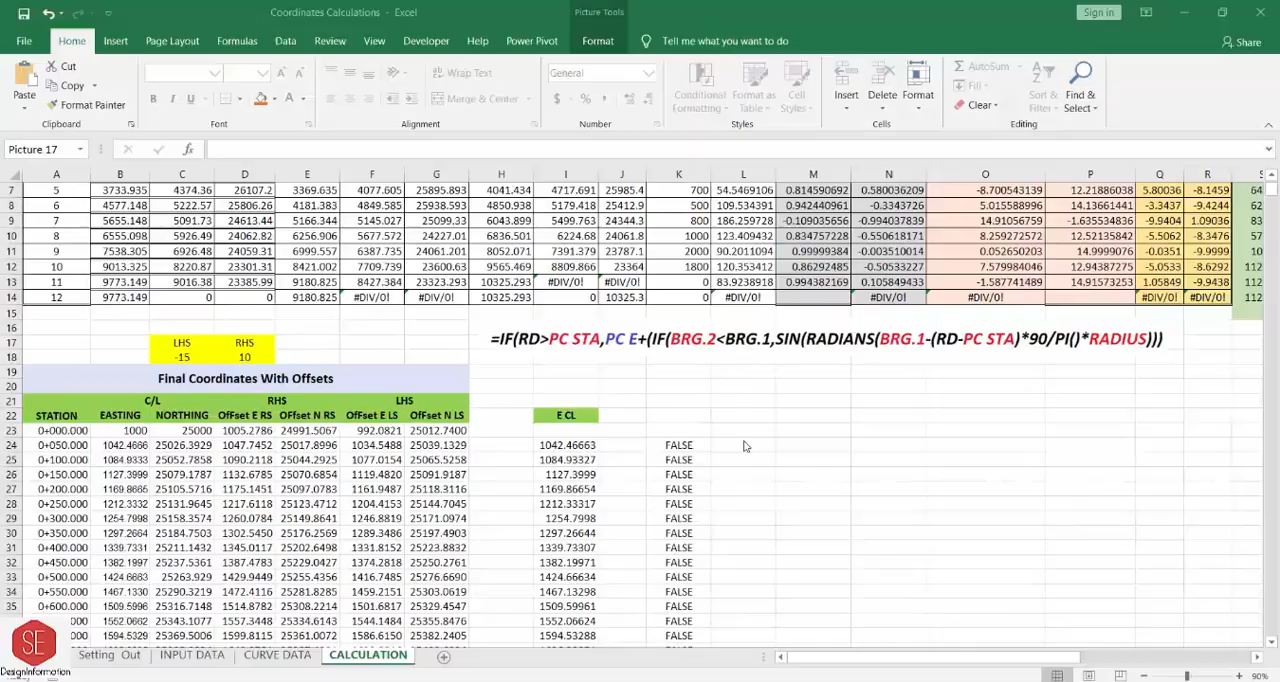 Coordinates Calculations - Excel
Picture Tools
Sign in
File Home Insert Page Layout Formulas Data Review View Developer Help Power Pivot Format Tell me what you want to do Share
Cut
Copy
Format Painter
Paste
Wrap Text
Merge & Center
General
Conditional Formatting
Format as Table
Cell Styles
Insert Delete Format
AutoSum
Fill
Clear
Sort & Filter
Find & Select
Clipboard Font Alignment Number Styles Cells Editing
Picture 17 fx
A B C D E F G H I J K L M N O P Q R
7 5 3733.935 4374.36 26107.2 3369.635 4077.605 25895.893 4041.434 4717.691 25985.4 700 54.5469106 0.814590692 0.580036209 -8.700543139 12.21886038 5.80036 -8.1459 64
8 6 4577.148 5222.57 25806.26 4181.383 4849.585 25938.593 4850.938 5179.418 25412.9 500 109.534391 0.942440326 -0.3343726 5.015588996 14.13661441 -3.3437 -9.4244 62
9 7 5655.148 5091.73 24613.44 5166.344 5145.027 25099.33 6043.899 5499.763 24344.3 800 186.259728 -0.109035656 -0.994037839 14.91056759 -1.635534836 -9.9404 1.09036 83
10 8 6555.098 5926.49 24062.82 6256.906 5677.572 24227.01 6836.501 6224.68 24061.8 1000 123.409432 0.834757228 -0.550618171 8.259272572 12.52135842 -5.5062 -8.3476 57
11 9 7538.305 6926.48 24059.31 6999.557 6387.735 24061.201 8052.071 7391.379 23787.1 2000 90.2011094 0.99999384 -0.003510014 0.052650203 14.9999076 -0.0351 -9.9999 10
12 10 9013.325 8220.87 23301.31 8421.002 7709.739 23600.63 9565.469 8809.866 23364 1800 120.353412 0.86292485 -0.50533227 7.579984046 12.94387275 -5.0533 -8.6292 112
13 11 9773.149 9016.38 23385.99 9180.825 8427.384 23323.293 10325.293 #DIV/0! #DIV/0! 0 83.9238918 0.994382169 0.105849433 -1.587741489 14.91573253 1.05849 -9.9438 112
14 12 9773.149 0 0 9180.825 #DIV/0! #DIV/0! 10325.293 0 10325.3 0 #DIV/0! #DIV/0! #DIV/0! #DIV/0! #DIV/0! 112
15
16
17 LHS RHS =IF(RD>PC STA,PC E+(IF(BRG.2<BRG.1,SIN(RADIANS(BRG.1-(RD-PC STA)*90/PI()*RADIUS)))
18 -15 10
19 Final Coordinates With Offsets
20
21 C/L RHS LHS
22 STATION EASTING NORTHING OffSet E RS OffSet N RS OffSet E LS OffSet N LS E CL
23 0+000.000 1000 25000 1005.2786 24991.5067 992.0821 25012.7400
24 0+050.000 1042.4666 25026.3929 1047.7452 25017.8996 1034.5488 25039.1329 1042.46663 FALSE
25 0+100.000 1084.9333 25052.7858 1090.2118 25044.2925 1077.0154 25065.5258 1084.93327 FALSE
26 0+150.000 1127.3999 25079.1787 1132.6785 25070.6854 1119.4820 25091.9187 1127.3999 FALSE
27 0+200.000 1169.8665 25105.5716 1175.1451 25097.0783 1161.9487 25118.3116 1169.86654 FALSE
28 0+250.000 1212.3332 25131.9645 1217.6118 25123.4712 1204.4153 25144.7045 1212.33317 FALSE
29 0+300.000 1254.7998 25158.3574 1260.0784 25149.8641 1246.8819 25171.0974 1254.7998 FALSE
30 0+350.000 1297.2664 25184.7503 1302.5450 25176.2569 1289.3486 25197.4903 1297.26644 FALSE
31 0+400.000 1339.7331 25211.1432 1345.0117 25202.6498 1331.8152 25223.8832 1339.73307 FALSE
32 0+450.000 1382.1997 25237.5361 1387.4783 25229.0427 1374.2818 25250.2761 1382.19971 FALSE
33 0+500.000 1424.6663 25263.929 1429.9449 25255.4356 1416.7485 25276.6690 1424.66634 FALSE
34 0+550.000 1467.1330 25290.3219 1472.4116 25281.8285 1459.2151 25303.0619 1467.13298 FALSE
35 0+600.000 1509.5996 25316.7148 1514.8782 25308.2214 1501.6817 25329.4547 1509.59961 FALSE
.000 1552.0662 25343.1077 1557.3448 25334.6143 1544.1484 25355.8476 1552.06624 FALSE
.000 1594.5329 25369.5006 1599.8115 25361.0072 1586.6150 25382.2405 1594.53288 FALSE
SE
DesignInformation
Setting Out INPUT DATA CURVE DATA CALCULATION
90%